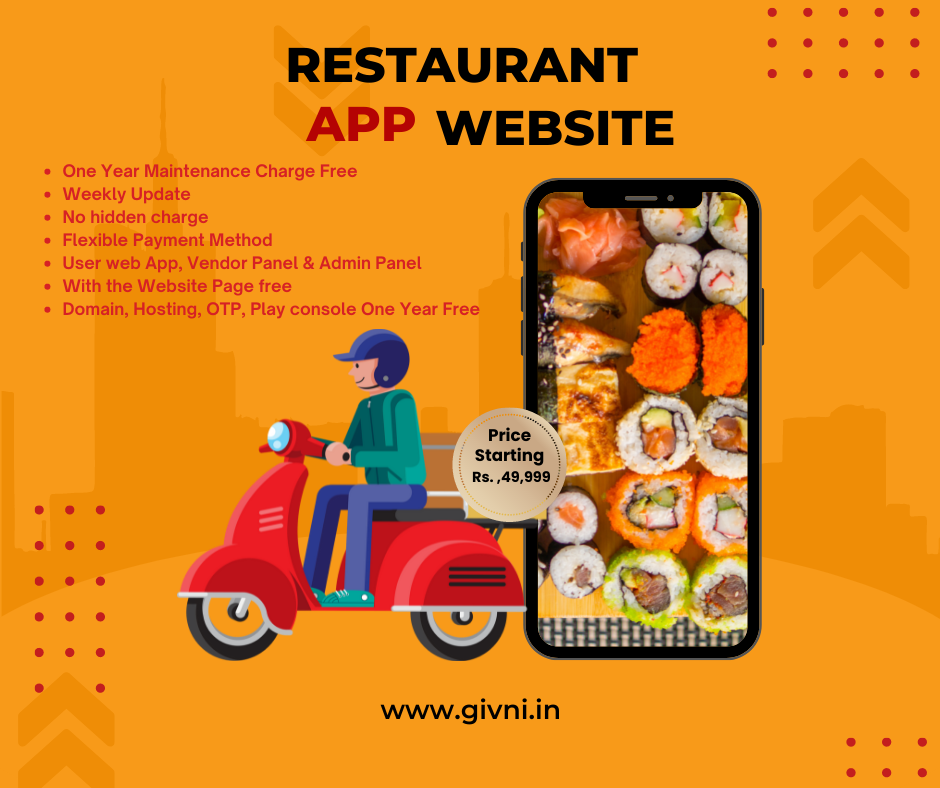 RESTAURANT
APP WEBSITE
• One Year Maintenance Charge Free
• Weekly Update
• No hidden charge
• Flexible Payment Method
• User web App, Vendor Panel & Admin Panel
• With the Website Page free
• Domain, Hosting, OTP, Play console One Year Free
Price
Starting
Rs. ,49,999
www.givni.in